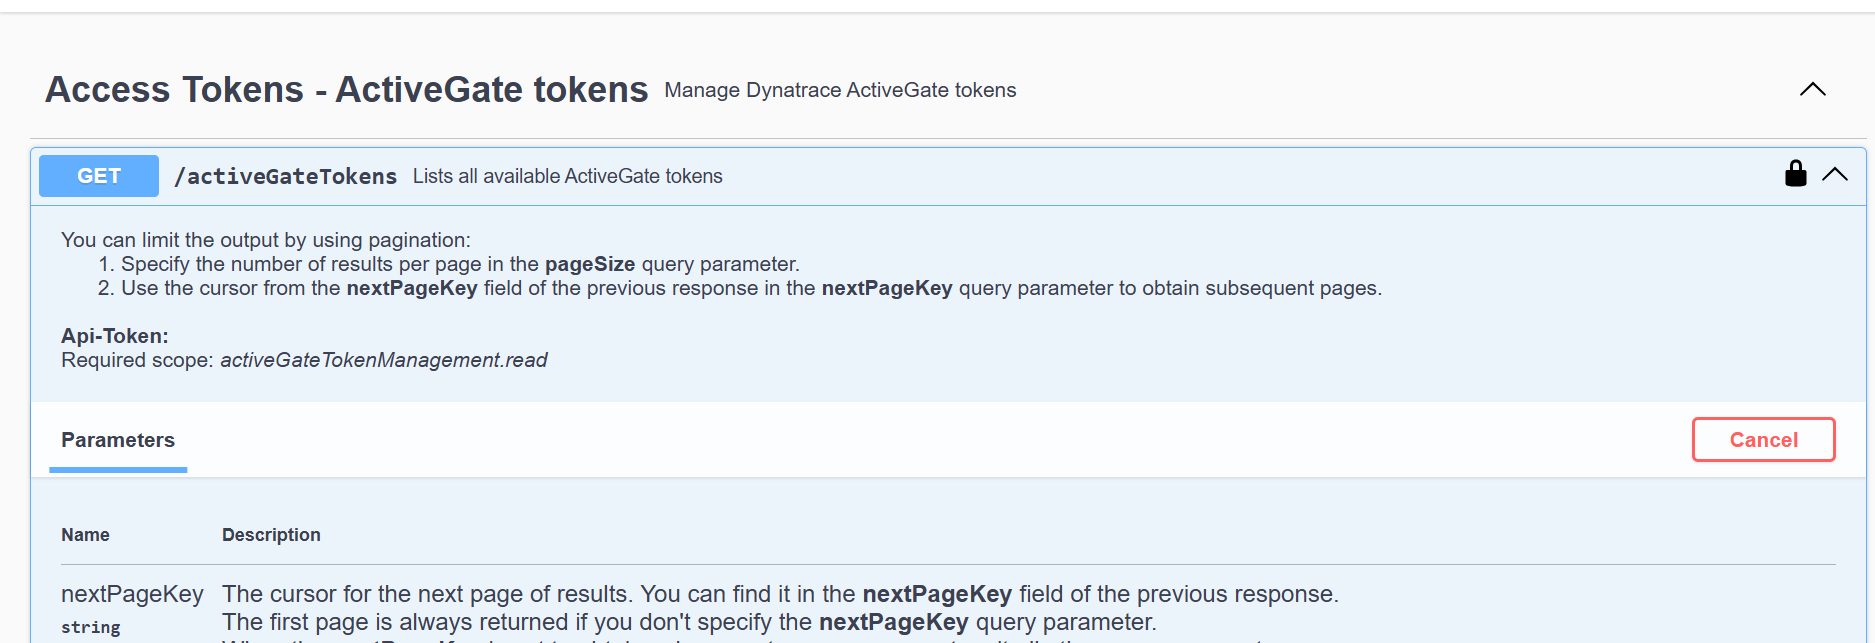 Access Tokens - ActiveGate tokens Manage Dynatrace ActiveGate tokens
GET /activeGateTokens Lists all available ActiveGate tokens
You can limit the output by using pagination:
1. Specify the number of results per page in the pageSize query parameter.
2. Use the cursor from the nextPageKey field of the previous response in the nextPageKey query parameter to obtain subsequent pages.
Api-Token:
Required scope: activeGateTokenManagement.read
Parameters Cancel
Name Description
nextPageKey The cursor for the next page of results. You can find it in the nextPageKey field of the previous response.
string The first page is always returned if you don't specify the nextPageKey query parameter.